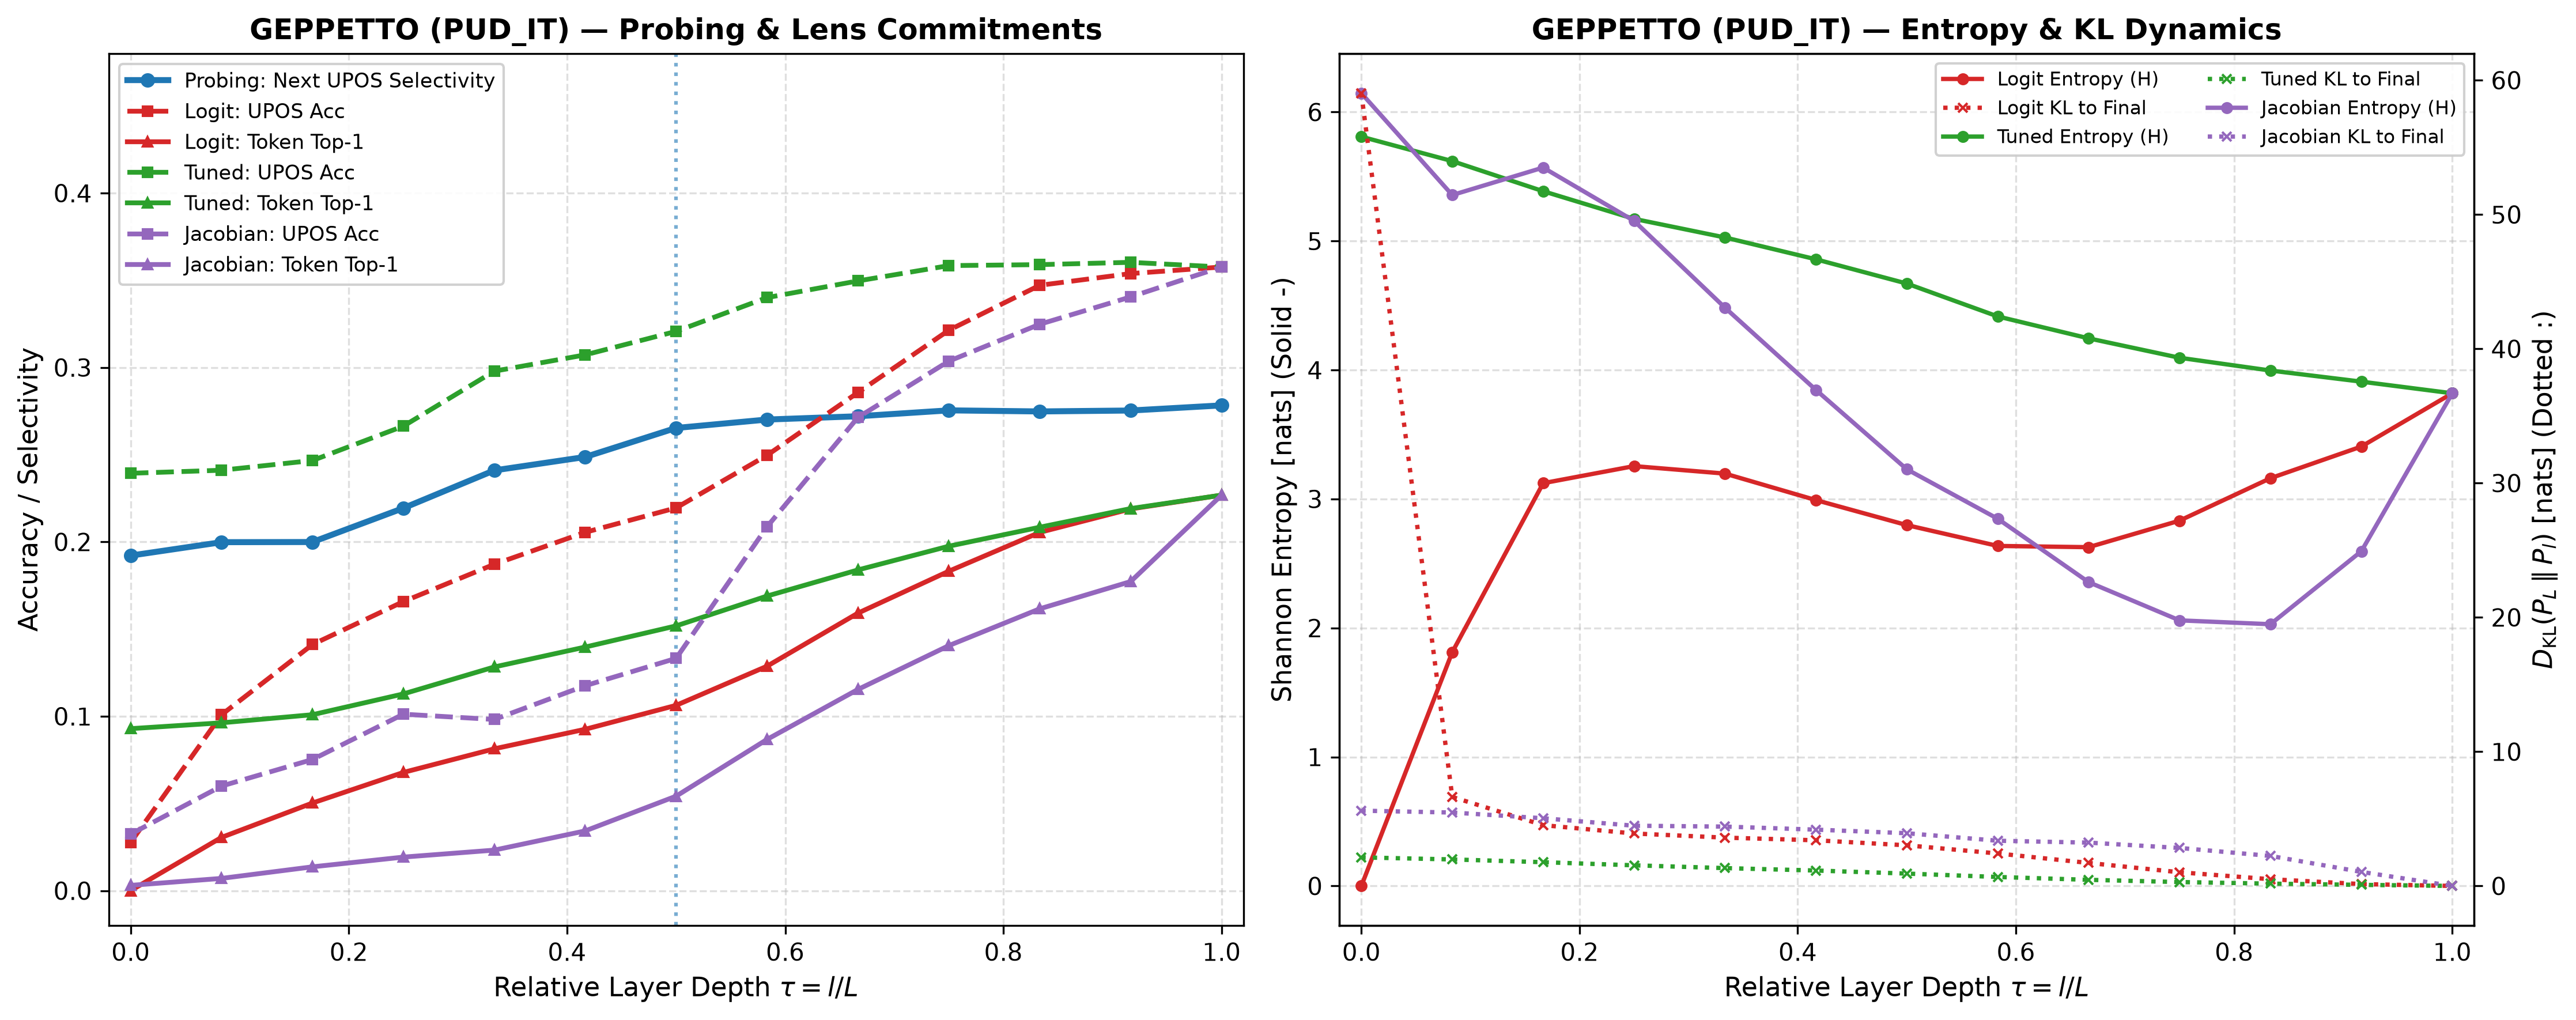 GEPPETTO (PUD_IT) — Probing & Lens Commitments
Probing: Next UPOS Selectivity
Logit: UPOS Acc
Logit: Token Top-1
Tuned: UPOS Acc
Tuned: Token Top-1
Jacobian: UPOS Acc
Jacobian: Token Top-1
Accuracy / Selectivity
0.4
0.3
0.2
0.1
0.0
0.0 0.2 0.4 0.6 0.8 1.0
Relative Layer Depth τ = l/L
GEPPETTO (PUD_IT) — Entropy & KL Dynamics
Logit Entropy (H)
Logit KL to Final
Tuned Entropy (H)
Tuned KL to Final
Jacobian Entropy (H)
Jacobian KL to Final
Shannon Entropy [nats] (Solid -)
6
5
4
3
2
1
0
60
50
40
30
20
10
0
D_KL(P_L ∥ P_l) [nats] (Dotted :)
0.0 0.2 0.4 0.6 0.8 1.0
Relative Layer Depth τ = l/L